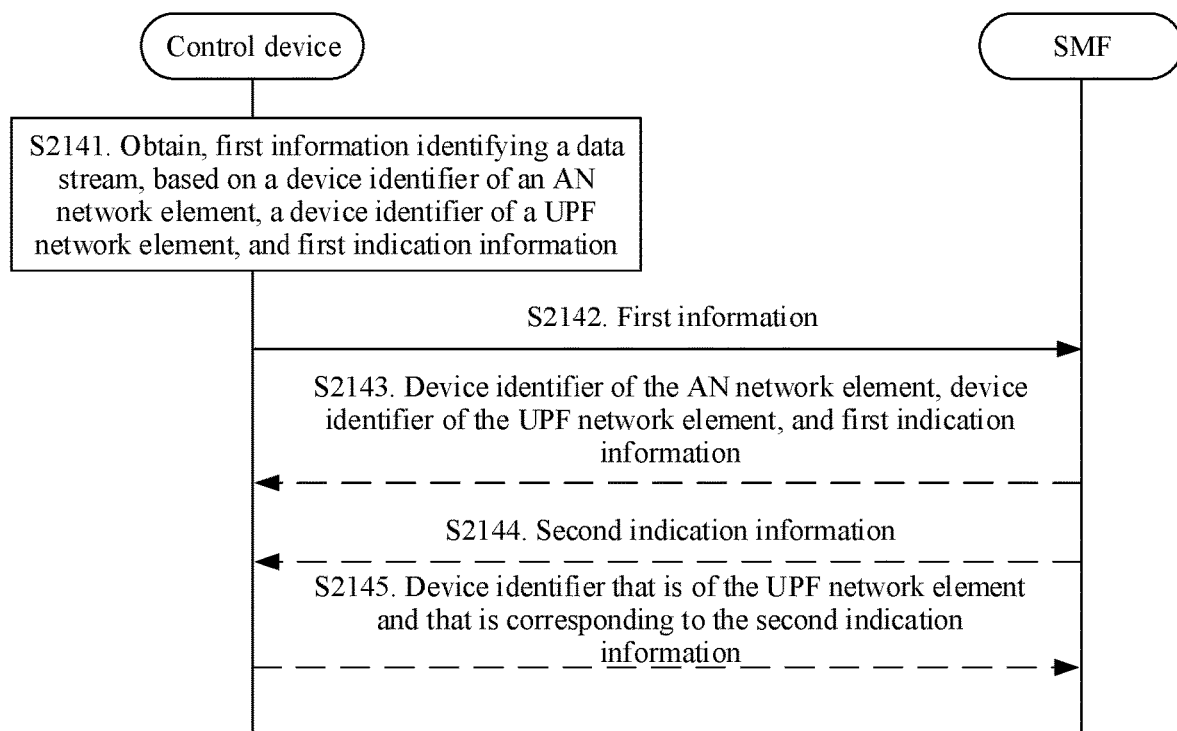 Control device
SMF
S2141. Obtain, first information identifying a data
stream, based on a device identifier of an AN
network element, a device identifier of a UPF
network element, and first indication information
S2142. First information
S2143. Device identifier of the AN network element, device
identifier of the UPF network element, and first indication
information
S2144. Second indication information
S2145. Device identifier that is of the UPF network element
and that is corresponding to the second indication
information